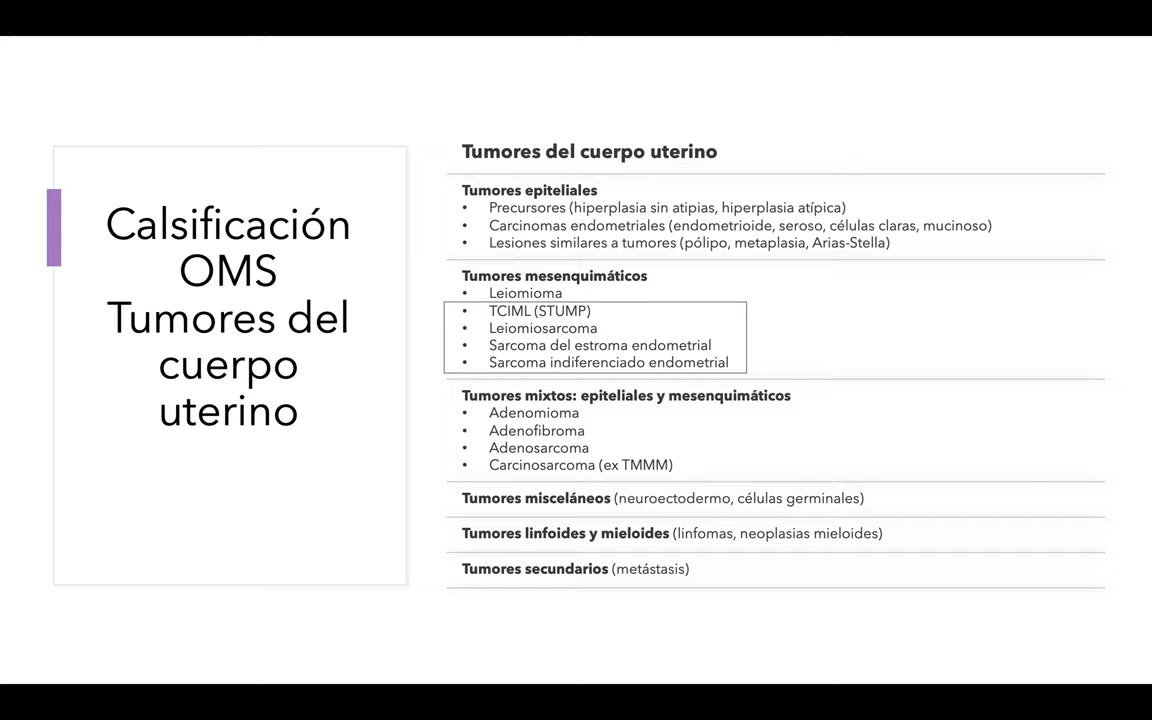 Calsificación
OMS
Tumores del
cuerpo
uterino
Tumores del cuerpo uterino
Tumores epiteliales
• Precursores (hiperplasia sin atipias, hiperplasia atípica)
• Carcinomas endometriales (endometrioide, seroso, células claras, mucinoso)
• Lesiones similares a tumores (pólipo, metaplasia, Arias-Stella)
Tumores mesenquimáticos
• Leiomioma
• TCIML (STUMP)
• Leiomiosarcoma
• Sarcoma del estroma endometrial
• Sarcoma indiferenciado endometrial
Tumores mixtos: epiteliales y mesenquimáticos
• Adenomioma
• Adenofibroma
• Adenosarcoma
• Carcinosarcoma (ex TMMM)
Tumores misceláneos (neuroectodermo, células germinales)
Tumores linfoides y mieloides (linfomas, neoplasias mieloides)
Tumores secundarios (metástasis)